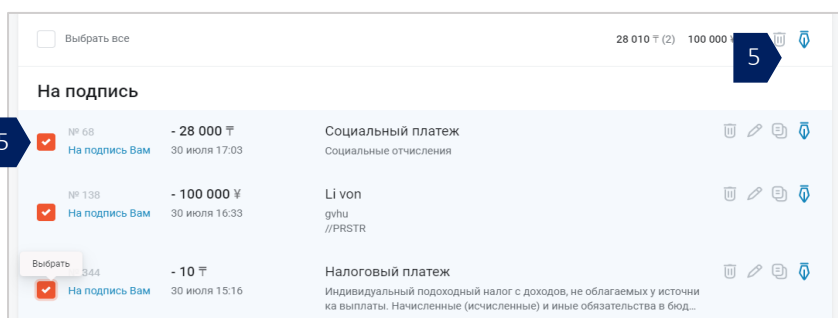 Выбрать все 28 010 ₸ (2) 100 000 ¥
5
На подпись
5
№ 68 - 28 000 ₸ Социальный платеж
На подпись Вам 30 июля 17:03 Социальные отчисления
№ 138 - 100 000 ¥ Li von
На подпись Вам 30 июля 16:33 gvhu
//PRSTR
Выбрать
344 - 10 ₸ Налоговый платеж
На подпись Вам 30 июля 15:16 Индивидуальный подоходный налог с доходов, не облагаемых у источни
ка выплаты. Начисленные (исчисленные) и иные обязательства в бюд...